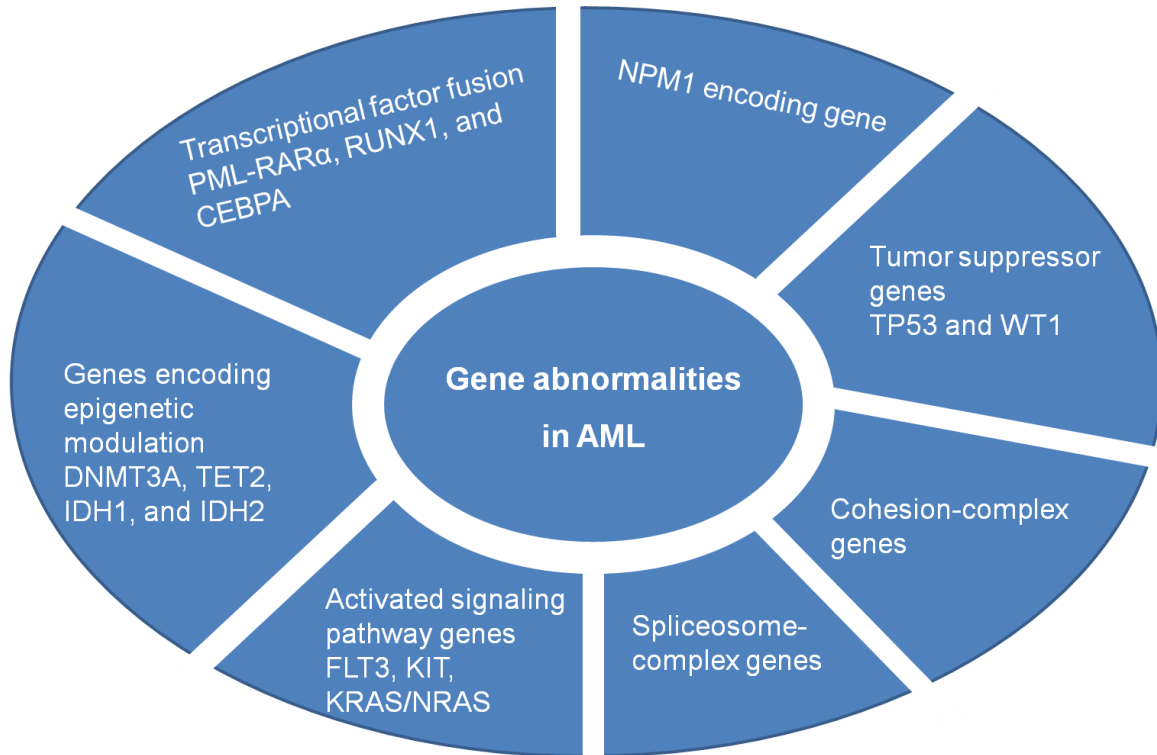 Transcriptional factor fusion
PML-RARα, RUNX1, and
CEBPA
NPM1 encoding gene
Tumor suppressor
genes
TP53 and WT1
Gene abnormalities
in AML
Genes encoding
epigenetic
modulation
DNMT3A, TET2,
IDH1, and IDH2
Cohesion-complex
genes
Activated signaling
pathway genes
FLT3, KIT,
KRAS/NRAS
Spliceosome-
complex genes